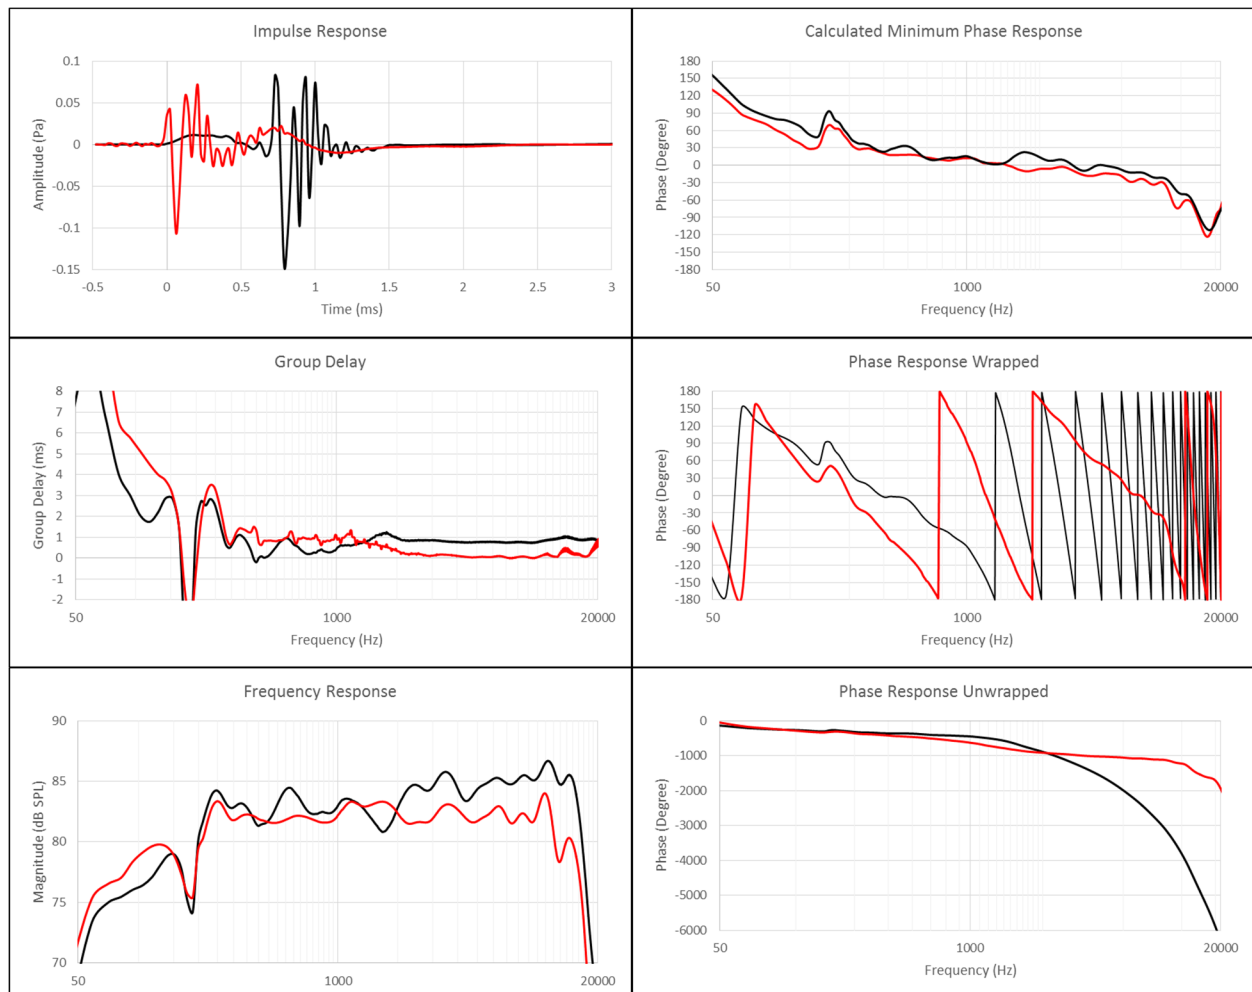 Impulse Response
0.1
0.05
0
-0.05
-0.1
-0.15
Amplitude (Pa)
-0.5 0 0.5 1 1.5 2 2.5 3
Time (ms)
Calculated Minimum Phase Response
180
150
120
90
60
30
0
-30
-60
-90
-120
-150
-180
Phase (Degree)
50 1000 20000
Frequency (Hz)
Group Delay
8
7
6
5
4
3
2
1
0
-1
-2
Group Delay (ms)
50 1000 20000
Frequency (Hz)
Phase Response Wrapped
180
150
120
90
60
30
0
-30
-60
-90
-120
-150
-180
Phase (Degree)
50 1000 20000
Frequency (Hz)
Frequency Response
90
85
80
75
70
Magnitude (dB SPL)
50 1000 20000
Phase Response Unwrapped
0
-1000
-2000
-3000
-4000
-5000
-6000
Phase (Degree)
50 1000 20000
Frequency (Hz)